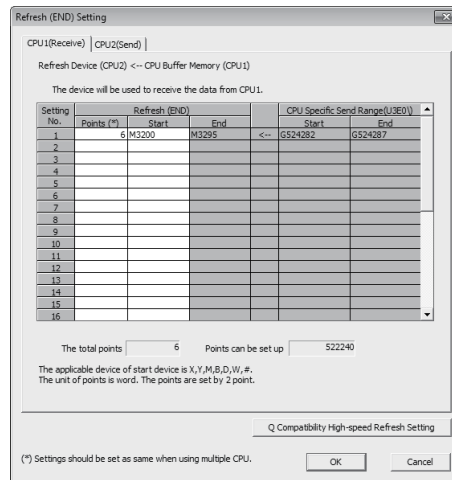 Refresh (END) Setting
CPU1(Receive) CPU2(Send)
Refresh Device (CPU2) <-- CPU Buffer Memory (CPU1)
The device will be used to receive the data from CPU1.
Setting No. Refresh (END) CPU Specific Send Range(U3E0\)
Points (*) Start End Start End
1 6 M3200 M3295 <-- G524282 G524287
2
3
4
5
6
7
8
9
10
11
12
13
14
15
16
The total points 6 Points can be set up 522240
The applicable device of start device is X,Y,M,B,D,W,#.
The unit of points is word. The points are set by 2 point.
Q Compatibility High-speed Refresh Setting
(*) Settings should be set as same when using multiple CPU.
OK Cancel